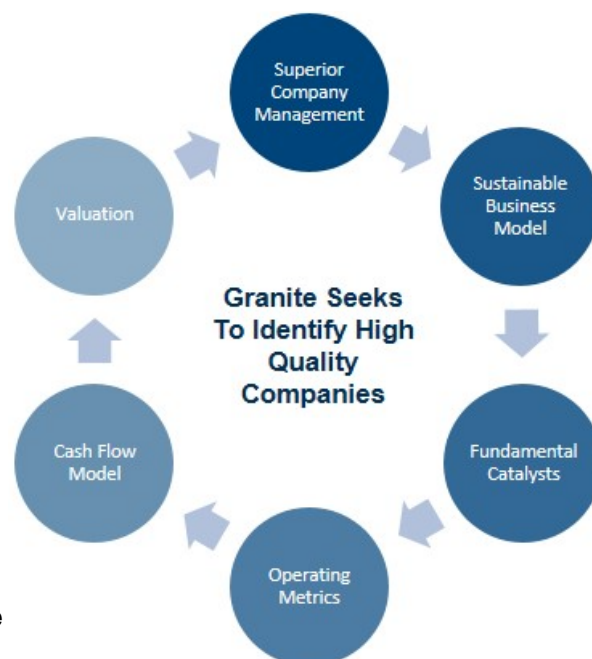 Superior
Company
Management
Sustainable
Business
Model
Fundamental
Catalysts
Operating
Metrics
Cash Flow
Model
Valuation
Granite Seeks
To Identify High
Quality
Companies